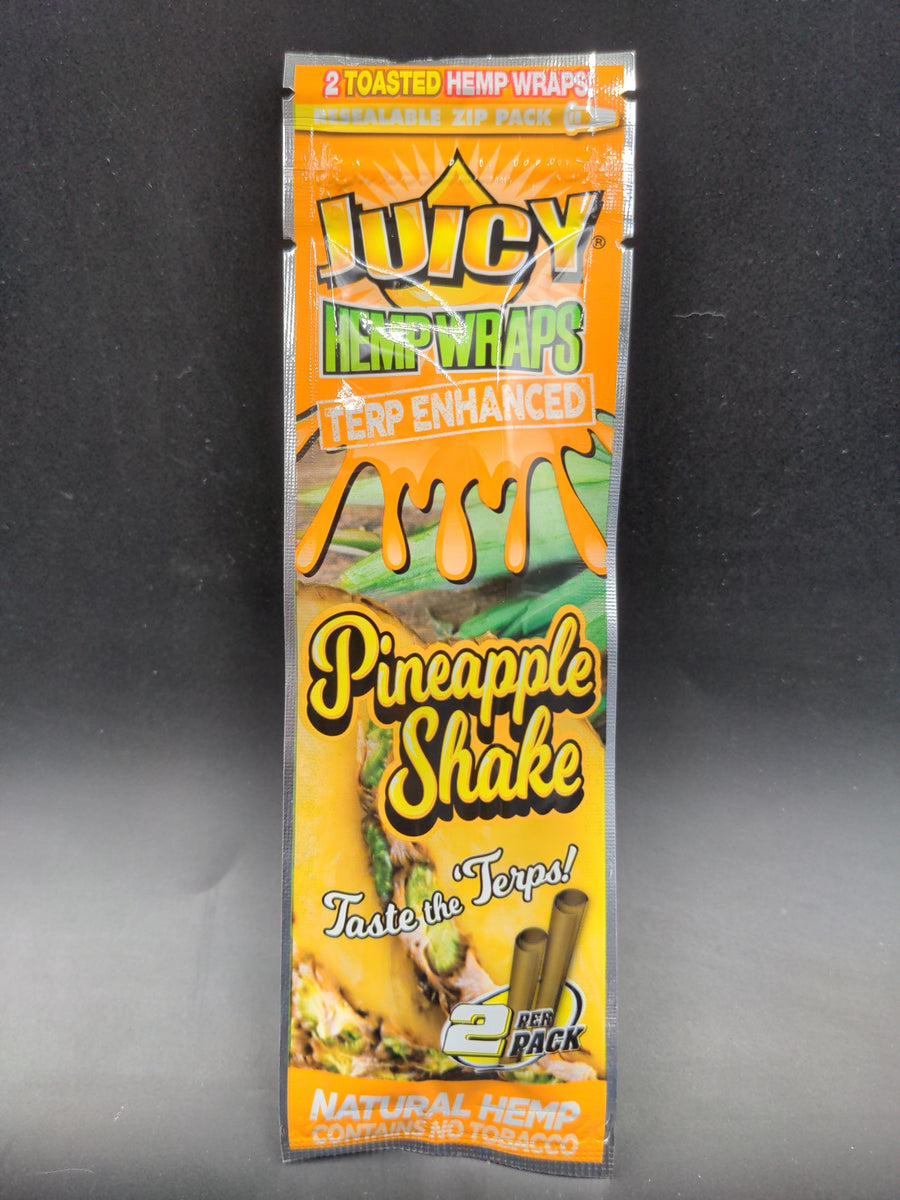 2 TOASTED HEMP WRAPS
RESEALABLE ZIP PACK
JUICY®
HEMP WRAPS
TERP ENHANCED
Pineapple
Shake
Taste the 'Terps!
2 PER
PACK
NATURAL HEMP
CONTAINS NO TOBACCO